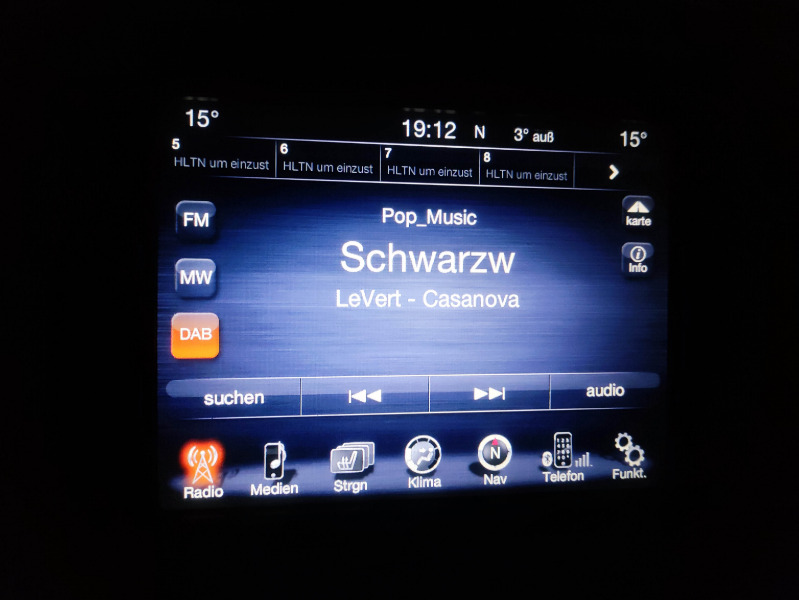 15° 19:12 N 3° auß 15°
5 6 7 8
HLTN um einzust HLTN um einzust HLTN um einzust HLTN um einzust
FM Pop_Music karte
Schwarzw Info
MW LeVert - Casanova
DAB
suchen audio
Radio Medien Strgn Klima N Nav Telefon Funkt.